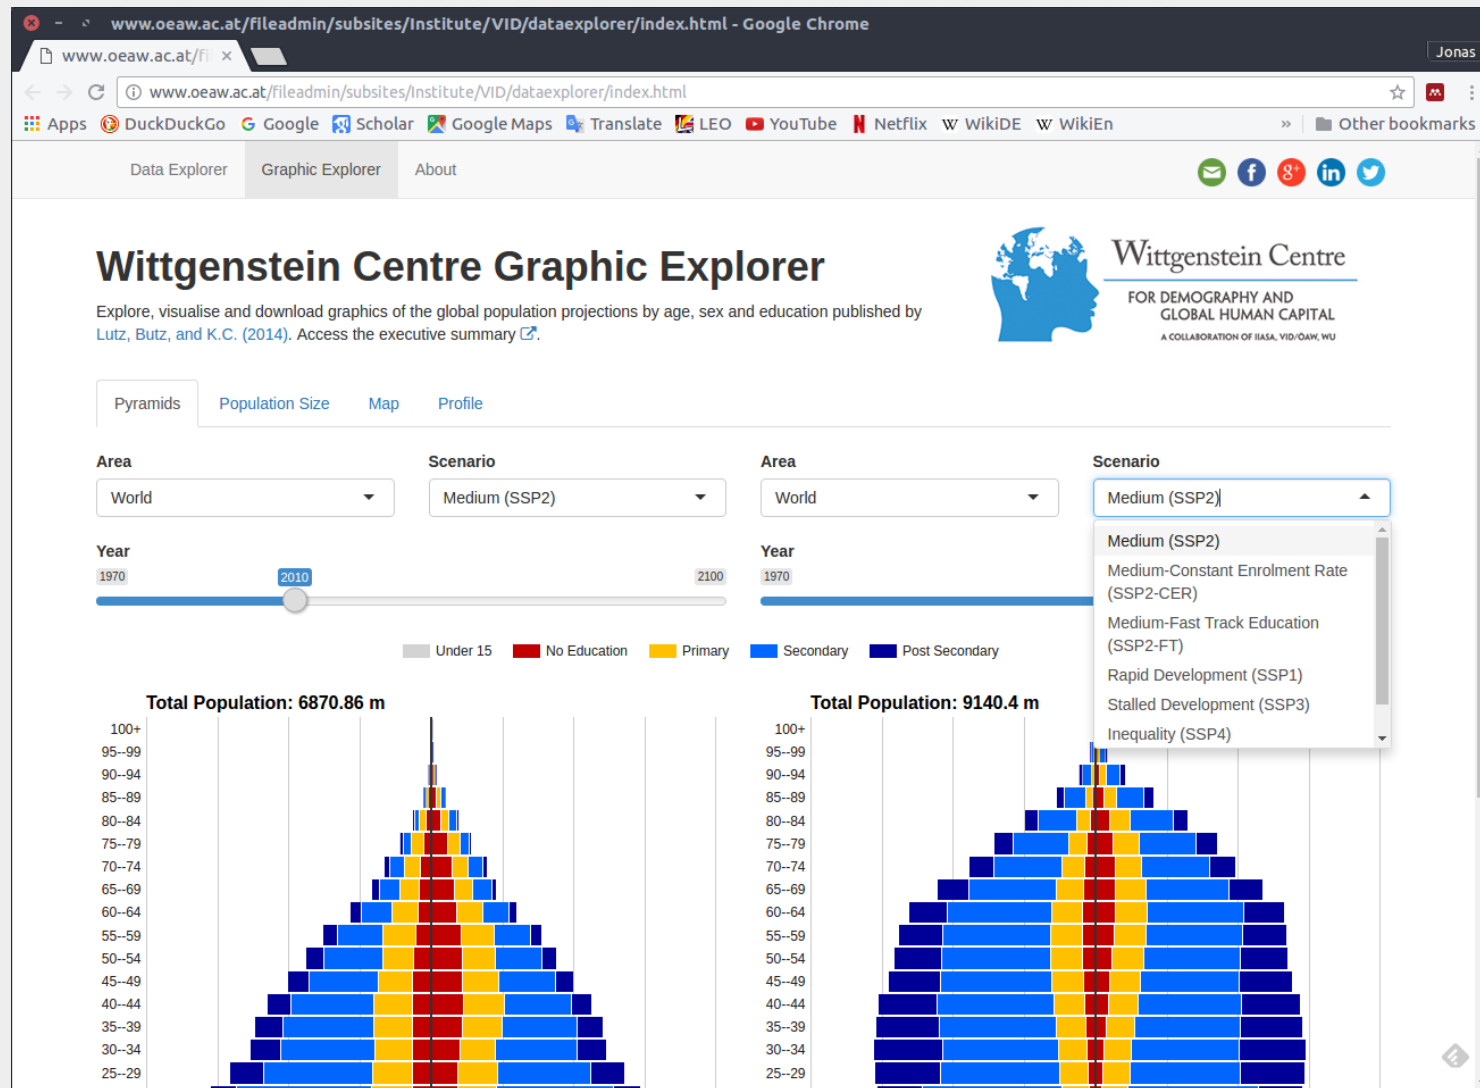 www.oeaw.ac.at/fileadmin/subsites/Institute/VID/dataexplorer/index.html - Google Chrome
www.oeaw.ac.at/fil
Jonas
www.oeaw.ac.at/fileadmin/subsites/Institute/VID/dataexplorer/index.html
Apps DuckDuckGo Google Scholar Google Maps Translate LEO YouTube Netflix WikiDE WikiEn » Other bookmarks
Data Explorer Graphic Explorer About
Wittgenstein Centre Graphic Explorer
Explore, visualise and download graphics of the global population projections by age, sex and education published by
Lutz, Butz, and K.C. (2014). Access the executive summary .
Wittgenstein Centre
FOR DEMOGRAPHY AND
GLOBAL HUMAN CAPITAL
A COLLABORATION OF IIASA, VID/ÖAW, WU
Pyramids Population Size Map Profile
Area Scenario Area Scenario
World Medium (SSP2) World Medium (SSP2)
Medium (SSP2)
Medium-Constant Enrolment Rate
(SSP2-CER)
Medium-Fast Track Education
(SSP2-FT)
Rapid Development (SSP1)
Stalled Development (SSP3)
Inequality (SSP4)
Year Year
1970 2010 2100 1970
Under 15 No Education Primary Secondary Post Secondary
Total Population: 6870.86 m Total Population: 9140.4 m
100+ 100+
95--99 95--99
90--94 90--94
85--89 85--89
80--84 80--84
75--79 75--79
70--74 70--74
65--69 65--69
60--64 60--64
55--59 55--59
50--54 50--54
45--49 45--49
40--44 40--44
35--39 35--39
30--34 30--34
25--29 25--29